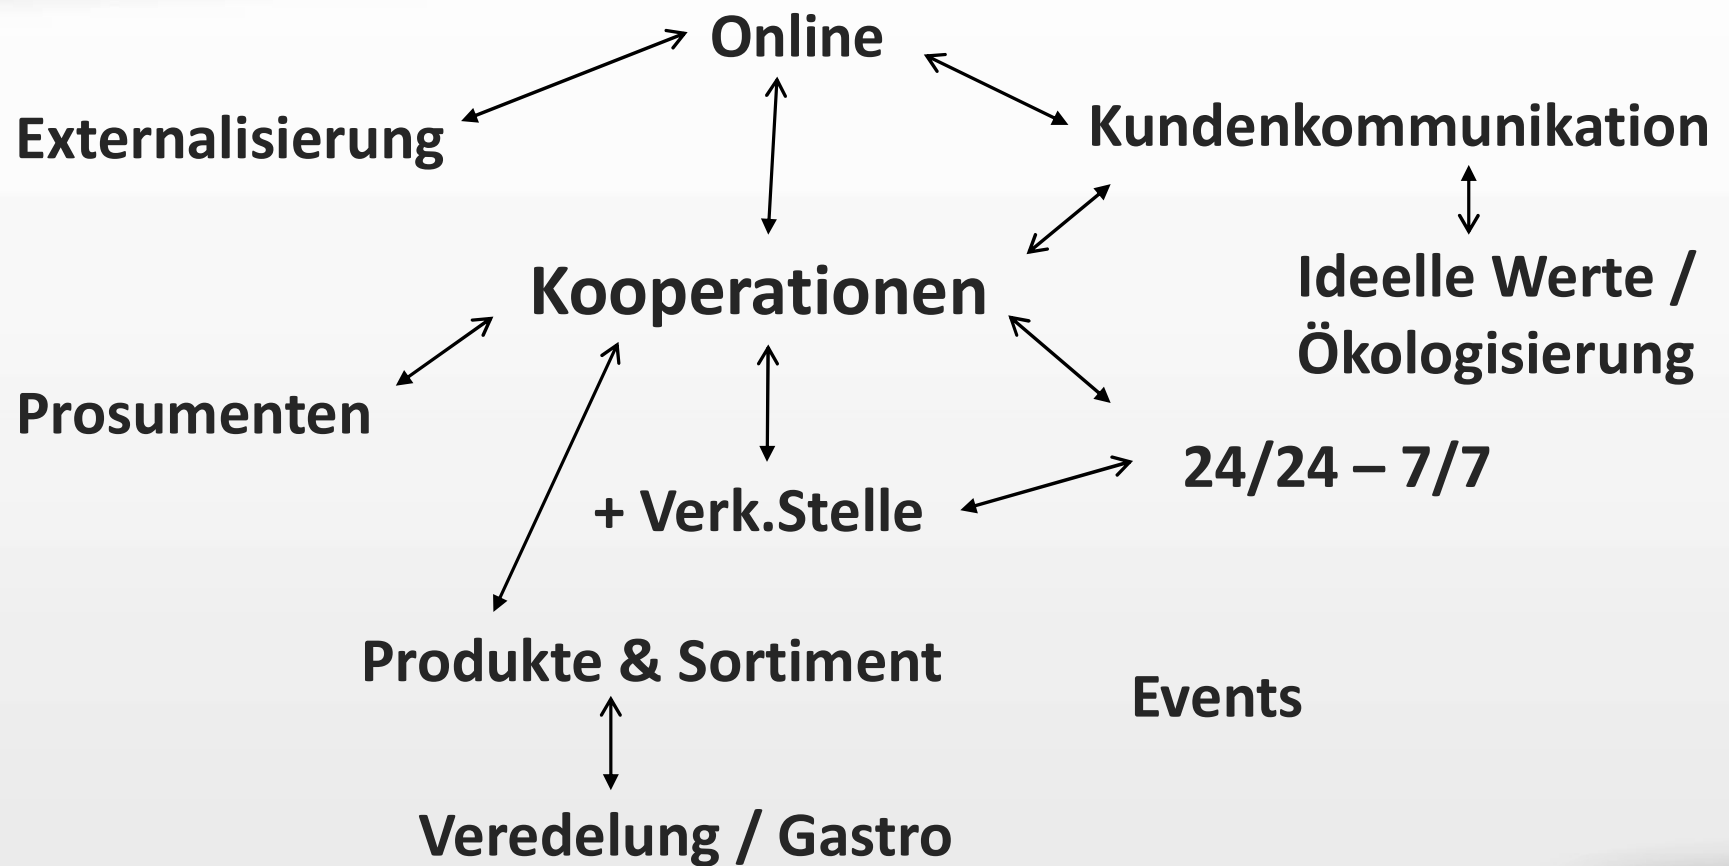 Online
Externalisierung
Kundenkommunikation
Kooperationen
Ideelle Werte /
Ökologisierung
Prosumenten
24/24 – 7/7
+ Verk.Stelle
Produkte & Sortiment
Events
Veredelung / Gastro